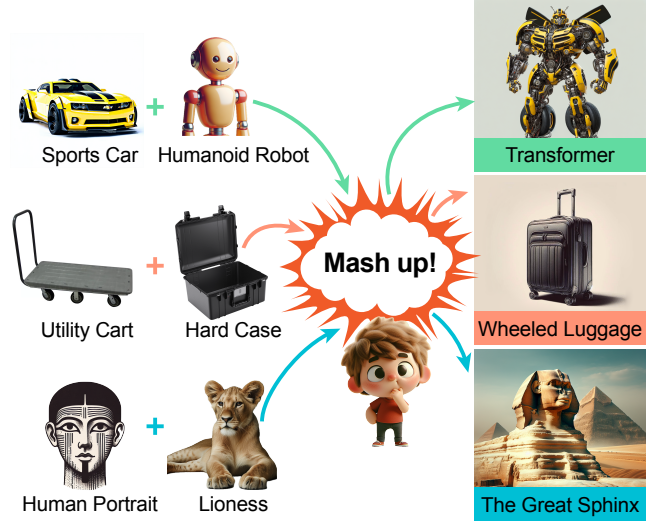 +
Sports Car
Humanoid Robot
Transformer
Mash up!
+
Utility Cart
Hard Case
Wheeled Luggage
+
Human Portrait
Lioness
The Great Sphinx